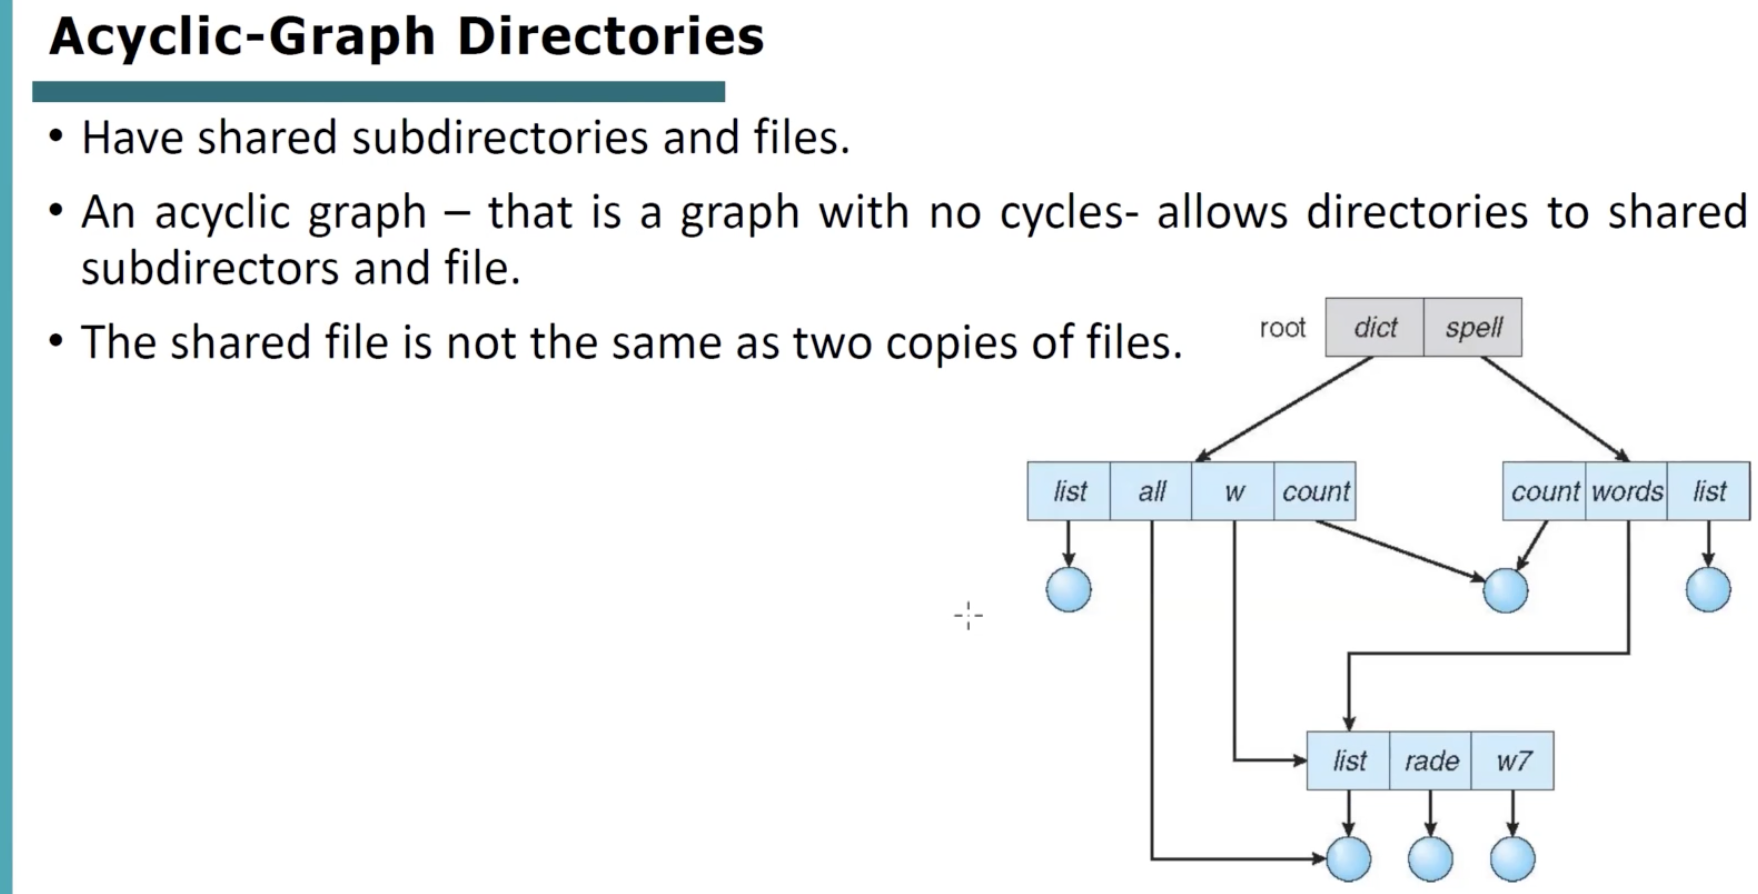 Acyclic-Graph Directories
• Have shared subdirectories and files.
• An acyclic graph – that is a graph with no cycles- allows directories to shared
subdirectors and file.
• The shared file is not the same as two copies of files.
root dict spell
list all w count count words list
list rade w7